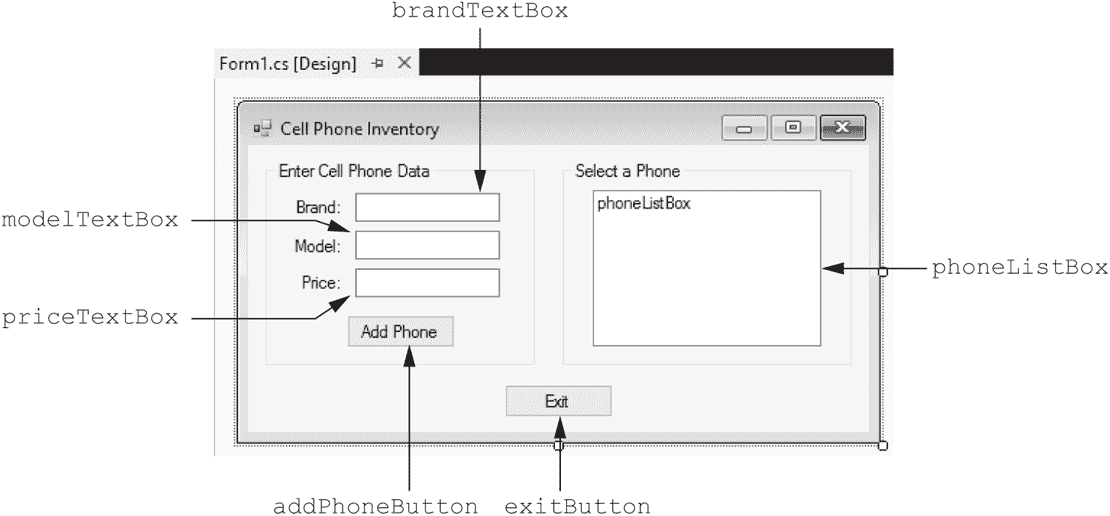 brandTextBox
Form1.cs [Design]
Cell Phone Inventory
Enter Cell Phone Data
Select a Phone
Brand:
phoneListBox
modelTextBox
Model:
phoneListBox
Price:
priceTextBox
Add Phone
Exit
addPhoneButton
exitButton